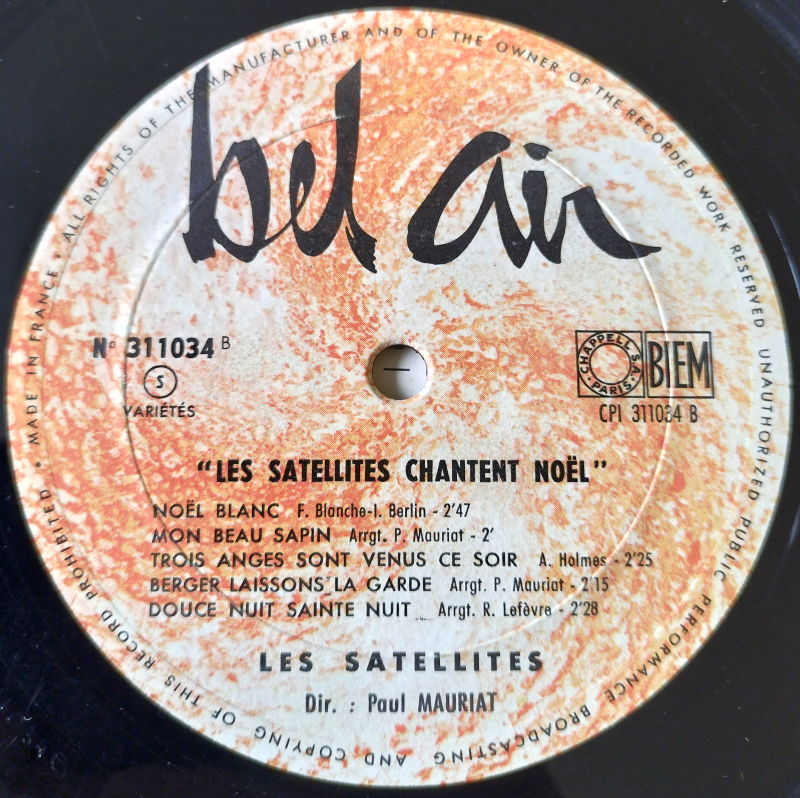 • MADE IN FRANCE • ALL RIGHTS OF THE MANUFACTURER AND OF THE OWNER OF THE RECORDED WORK RESERVED UNAUTHORIZED PUBLIC PERFORMANCE BROADCASTING AND COPYING OF THIS RECORD PROHIBITED
bel air
N° 311034 B
S
VARIÉTÉS
CHAPPELL S.A. PARIS
BIEM
CPI 311034 B
"LES SATELLITES CHANTENT NOËL"
NOËL BLANC F. Blanche-I. Berlin - 2'47
MON BEAU SAPIN Arrgt. P. Mauriat - 2'
TROIS ANGES SONT VENUS CE SOIR A. Holmes - 2'25
BERGER LAISSONS LA GARDE Arrgt. P. Mauriat - 2'15
DOUCE NUIT SAINTE NUIT Arrgt. R. Lefèvre - 2'28
LES SATELLITES
Dir. : Paul MAURIAT